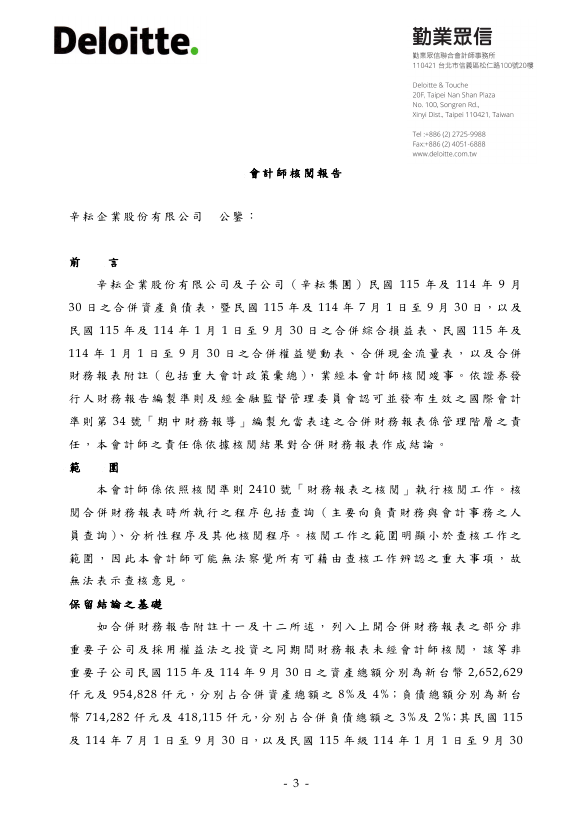 Deloitte.
勤業眾信
勤業眾信聯合會計師事務所
110421 台北市信義區松仁路100號20樓
Deloitte & Touche
20F, Taipei Nan Shan Plaza
No. 100, Songren Rd.,
Xinyi Dist., Taipei 110421, Taiwan
Tel :+886 (2) 2725-9988
Fax:+886 (2) 4051-6888
www.deloitte.com.tw
會計師核閱報告
辛耘企業股份有限公司　公鑒：
前　　言
辛耘企業股份有限公司及子公司（辛耘集團）民國 115 年及 114 年 9 月
30 日之合併資產負債表，暨民國 115 年及 114 年 7 月 1 日至 9 月 30 日，以及
民國 115 年及 114 年 1 月 1 日至 9 月 30 日之合併綜合損益表、民國 115 年及
114 年 1 月 1 日至 9 月 30 日之合併權益變動表、合併現金流量表，以及合併
財務報表附註（包括重大會計政策彙總），業經本會計師核閱竣事。依證券發
行人財務報告編製準則及經金融監督管理委員會認可並發布生效之國際會計
準則第 34 號「期中財務報導」編製允當表達之合併財務報表係管理階層之責
任，本會計師之責任係依據核閱結果對合併財務報表作成結論。
範　　圍
本會計師係依照核閱準則 2410 號「財務報表之核閱」執行核閱工作。核
閱合併財務報表時所執行之程序包括查詢（主要向負責財務與會計事務之人
員查詢）、分析性程序及其他核閱程序。核閱工作之範圍明顯小於查核工作之
範圍，因此本會計師可能無法察覺所有可藉由查核工作辨認之重大事項，故
無法表示查核意見。
保留結論之基礎
如合併財務報告附註十一及十二所述，列入上開合併財務報表之部分非
重要子公司及採用權益法之投資之同期間財務報表未經會計師核閱，該等非
重要子公司民國 115 年及 114 年 9 月 30 日之資產總額分別為新台幣 2,652,629
仟元及 954,828 仟元，分別占合併資產總額之 8%及 4%；負債總額分別為新台
幣 714,282 仟元及 418,115 仟元，分別占合併負債總額之 3%及 2%；其民國 115
及 114 年 7 月 1 日至 9 月 30 日，以及民國 115 年級 114 年 1 月 1 日至 9 月 30
- 3 -